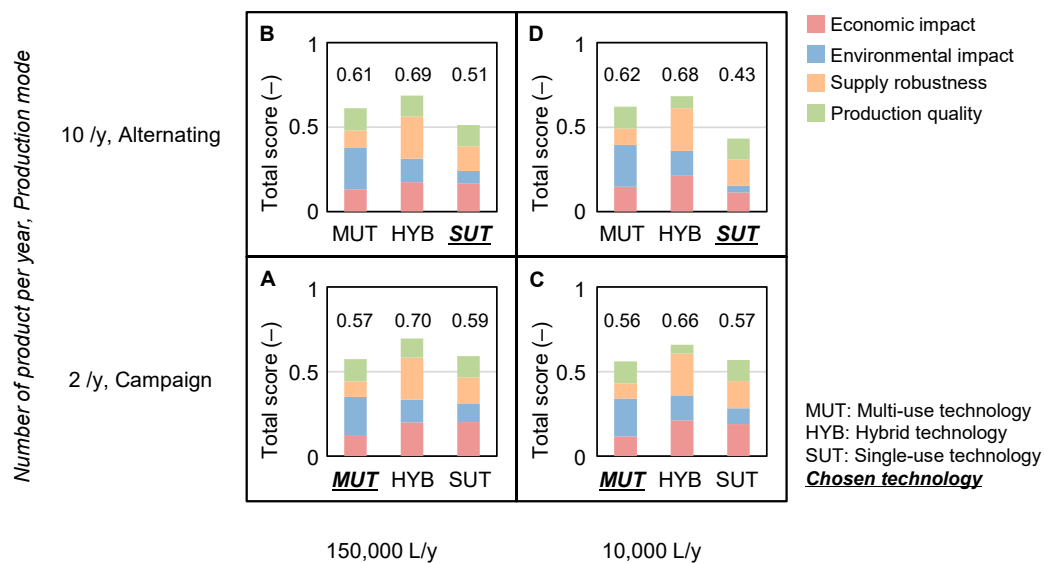 Number of product per year, Production mode
10 /y, Alternating
2 /y, Campaign
B
Total score (–)
1
0.5
0
0.61 0.69 0.51
MUT HYB SUT
D
Total score (–)
1
0.5
0
0.62 0.68 0.43
MUT HYB SUT
A
Total score (–)
1
0.5
0
0.57 0.70 0.59
MUT HYB SUT
C
Total score (–)
1
0.5
0
0.56 0.66 0.57
MUT HYB SUT
150,000 L/y
10,000 L/y
Economic impact
Environmental impact
Supply robustness
Production quality
MUT: Multi-use technology
HYB: Hybrid technology
SUT: Single-use technology
Chosen technology